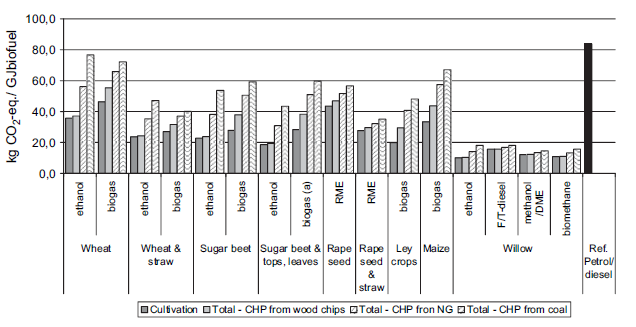 kg CO2-eq./ GJbiofuel
100,0
80,0
60,0
40,0
20,0
0,0
ethanol
biogas
ethanol
biogas
ethanol
biogas
ethanol
biogas (a)
RME
RME
biogas
biogas
ethanol
F/T-diesel
methanol
/DME
biomethane
Wheat
Wheat &
straw
Sugar beet
Sugar beet &
tops, leaves
Rape
seed
Rape
seed
& straw
Ley
crops
Maize
Willow
Ref.
Petrol/
diesel
Cultivation
Total - CHP from wood chips
Total - CHP fron NG
Total - CHP from coal